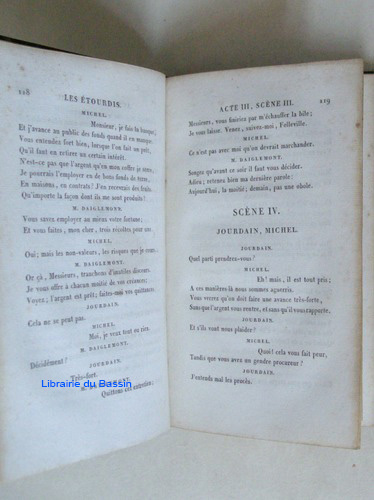 118
LES ÉTOURDIS.
MICHEL.
Monsieur, je fais la banque;
Et j'avance au public des fonds quand il en manque.
Vous entendez fort bien, lorsque l'on fait un prêt,
Qu'il faut en retirer un certain intérêt.
N'est-ce pas que l'argent qu'en mon coffre je serre,
Je pourrais l'employer en de bons fonds de terre,
En maisons, en contrats? J'en recevrais des fruits.
Qu'importe la façon dont ils me sont produits?
M. DAIGLEMONT.
Vous savez employer au mieux votre fortune;
Et vous faites, mon cher, trois récoltes pour une.
MICHEL.
Oui; mais les non-valeurs, les risques que je cours...
M. DAIGLEMONT.
Or çà, Messieurs, tranchons d'inutiles discours.
Je vous offre à chacun moitié de vos créances;
Voyez; l'argent est prêt; faites-moi vos quittances.
JOURDAIN.
Cela ne se peut pas.
MICHEL.
Moi, je veux tout ou rien.
M. DAIGLEMONT.
Décidément?
JOURDAIN.
Très-fort.
Quittons cet entretien;
ACTE III, SCÈNE III.
119
Messieurs, vous finiriez par m'échauffer la bile;
Je vous laisse. Venez, suivez-moi, Folleville.
MICHEL.
Ce n'est pas avec moi qu'on devrait marchander.
M. DAIGLEMONT.
Songez qu'avant ce soir il faut vous décider.
Adieu; retenez bien ma dernière parole:
Aujourd'hui, la moitié; demain, pas une obole.
SCÈNE IV.
JOURDAIN, MICHEL.
JOURDAIN.
Quel parti prendrez-vous?
MICHEL.
Eh! mais, il est tout pris;
A ces manières-là nous sommes aguerris.
Vous verrez qu'on doit faire une avance très-forte,
Sans que l'argent vous rentre, et sans qu'il vous rapporte.
JOURDAIN.
Et s'ils vont nous plaider?
MICHEL.
Quoi! cela vous fait peur,
Tandis que vous avez un gendre procureur?
JOURDAIN.
J'entends mal les procès.
Librairie du Bassin